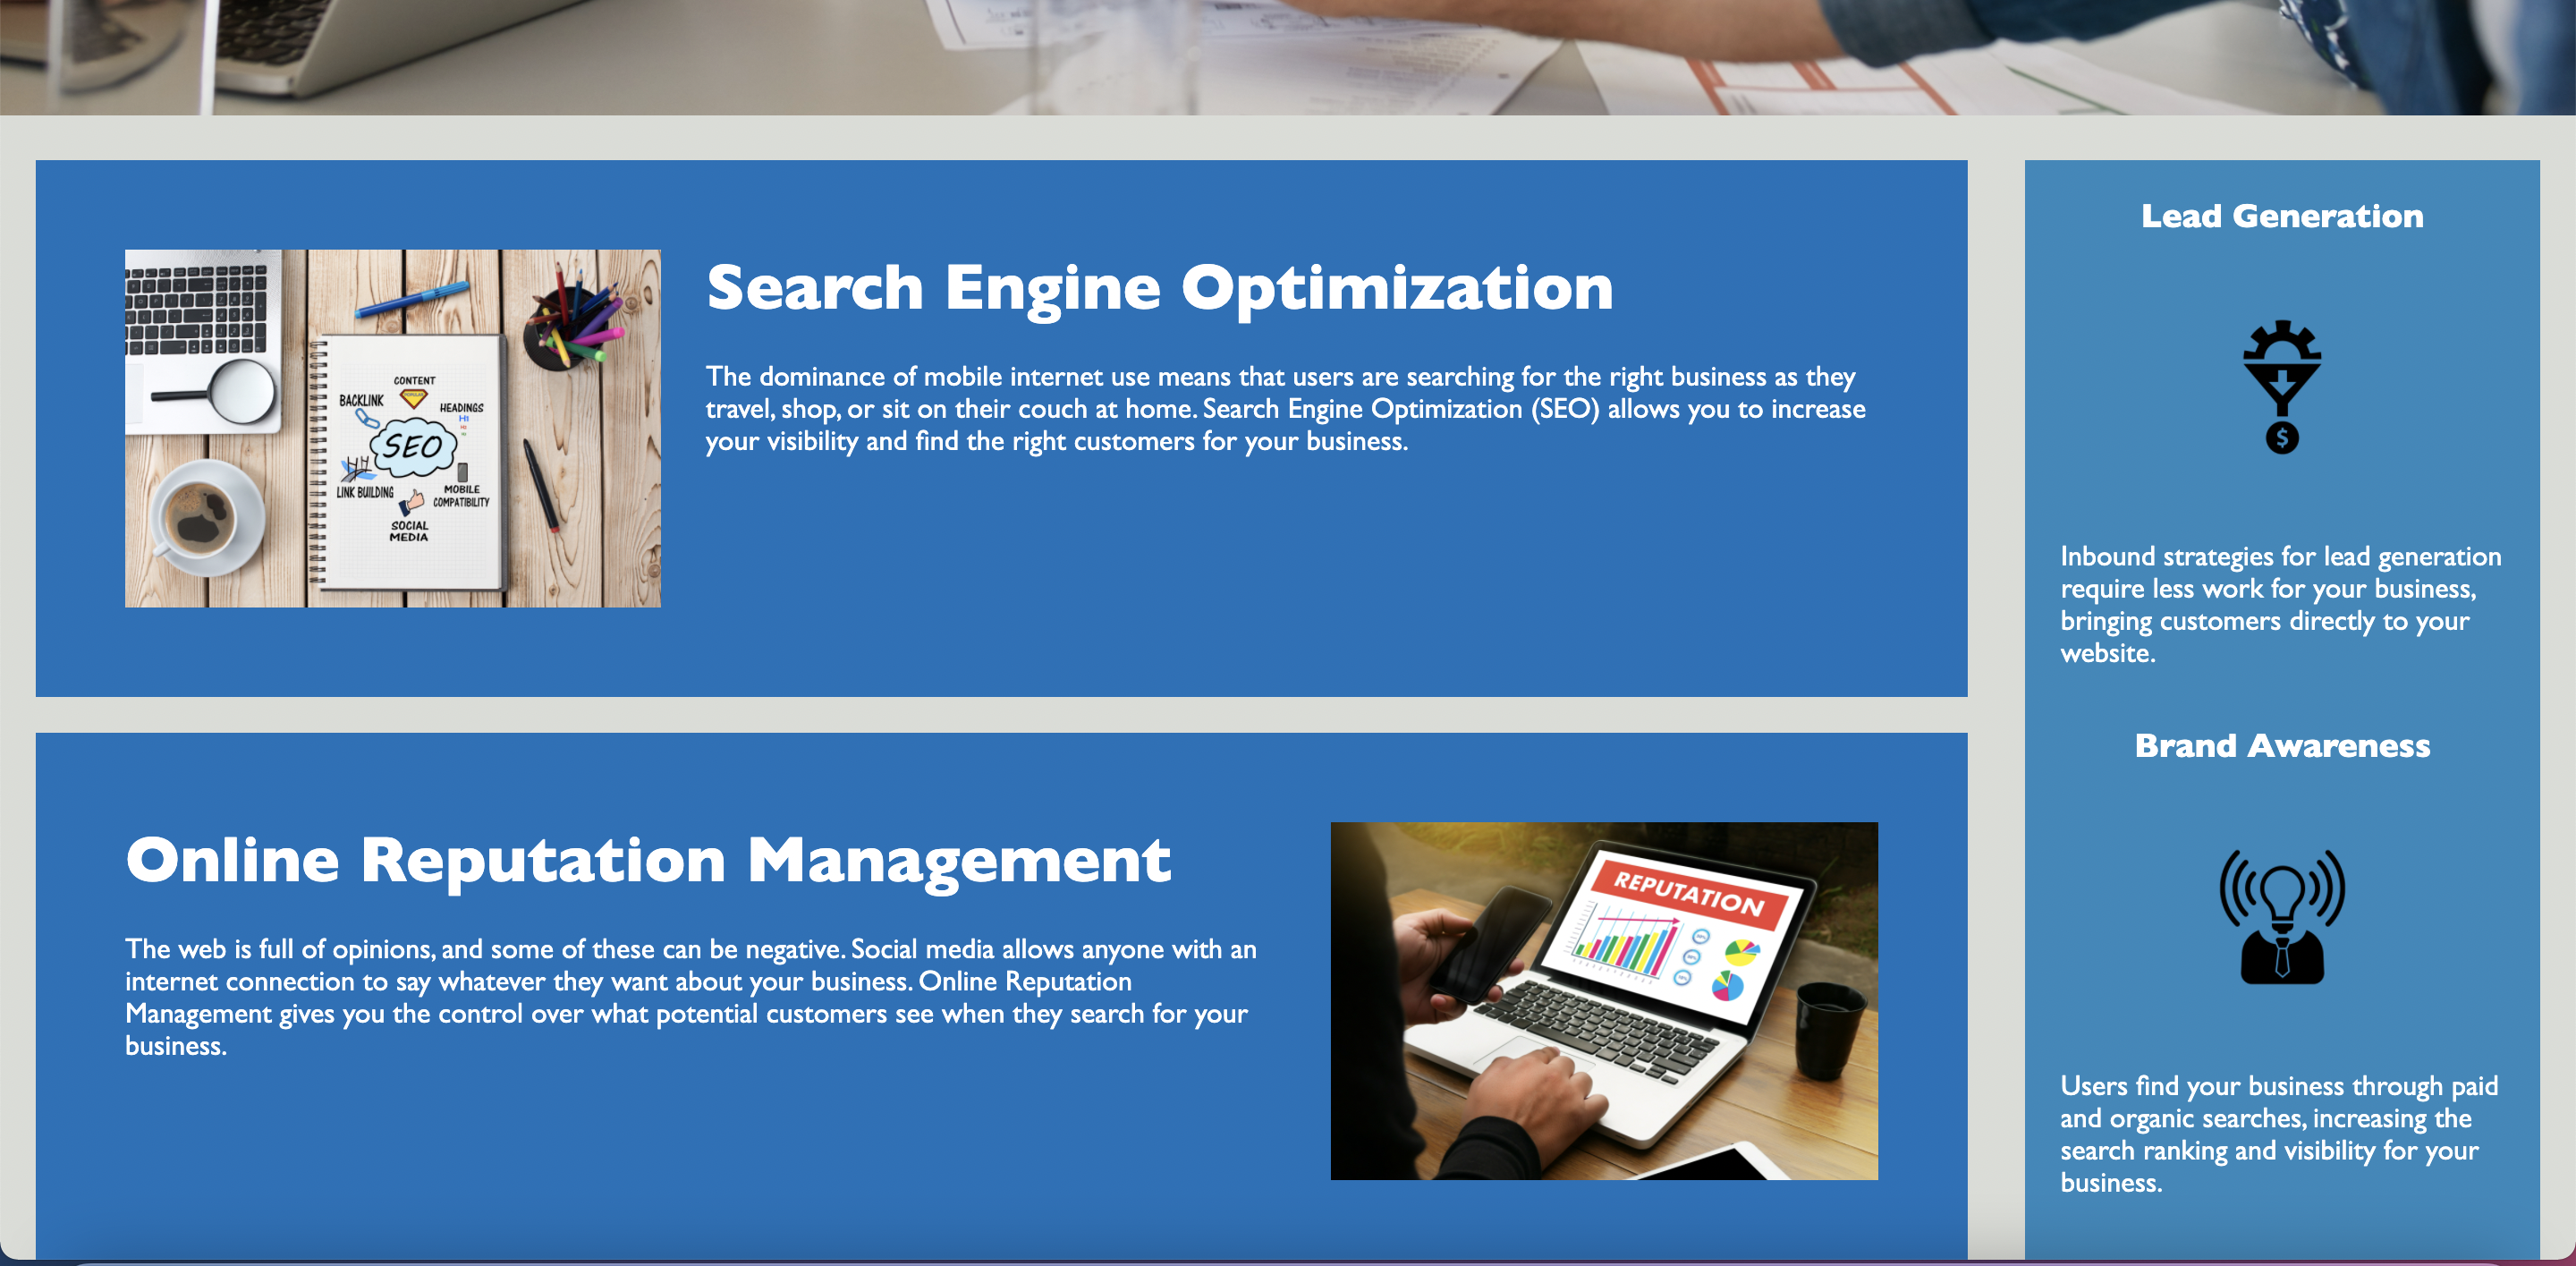 Search Engine Optimization
The dominance of mobile internet use means that users are searching for the right business as they
travel, shop, or sit on their couch at home. Search Engine Optimization (SEO) allows you to increase
your visibility and find the right customers for your business.
CONTENT
BACKLINK
HEADINGS
H1
SEO
LINK BUILDING
MOBILE
COMPATIBILITY
SOCIAL
MEDIA
Online Reputation Management
The web is full of opinions, and some of these can be negative. Social media allows anyone with an
internet connection to say whatever they want about your business. Online Reputation
Management gives you the control over what potential customers see when they search for your
business.
REPUTATION
Lead Generation
$
Inbound strategies for lead generation
require less work for your business,
bringing customers directly to your
website.
Brand Awareness
Users find your business through paid
and organic searches, increasing the
search ranking and visibility for your
business.